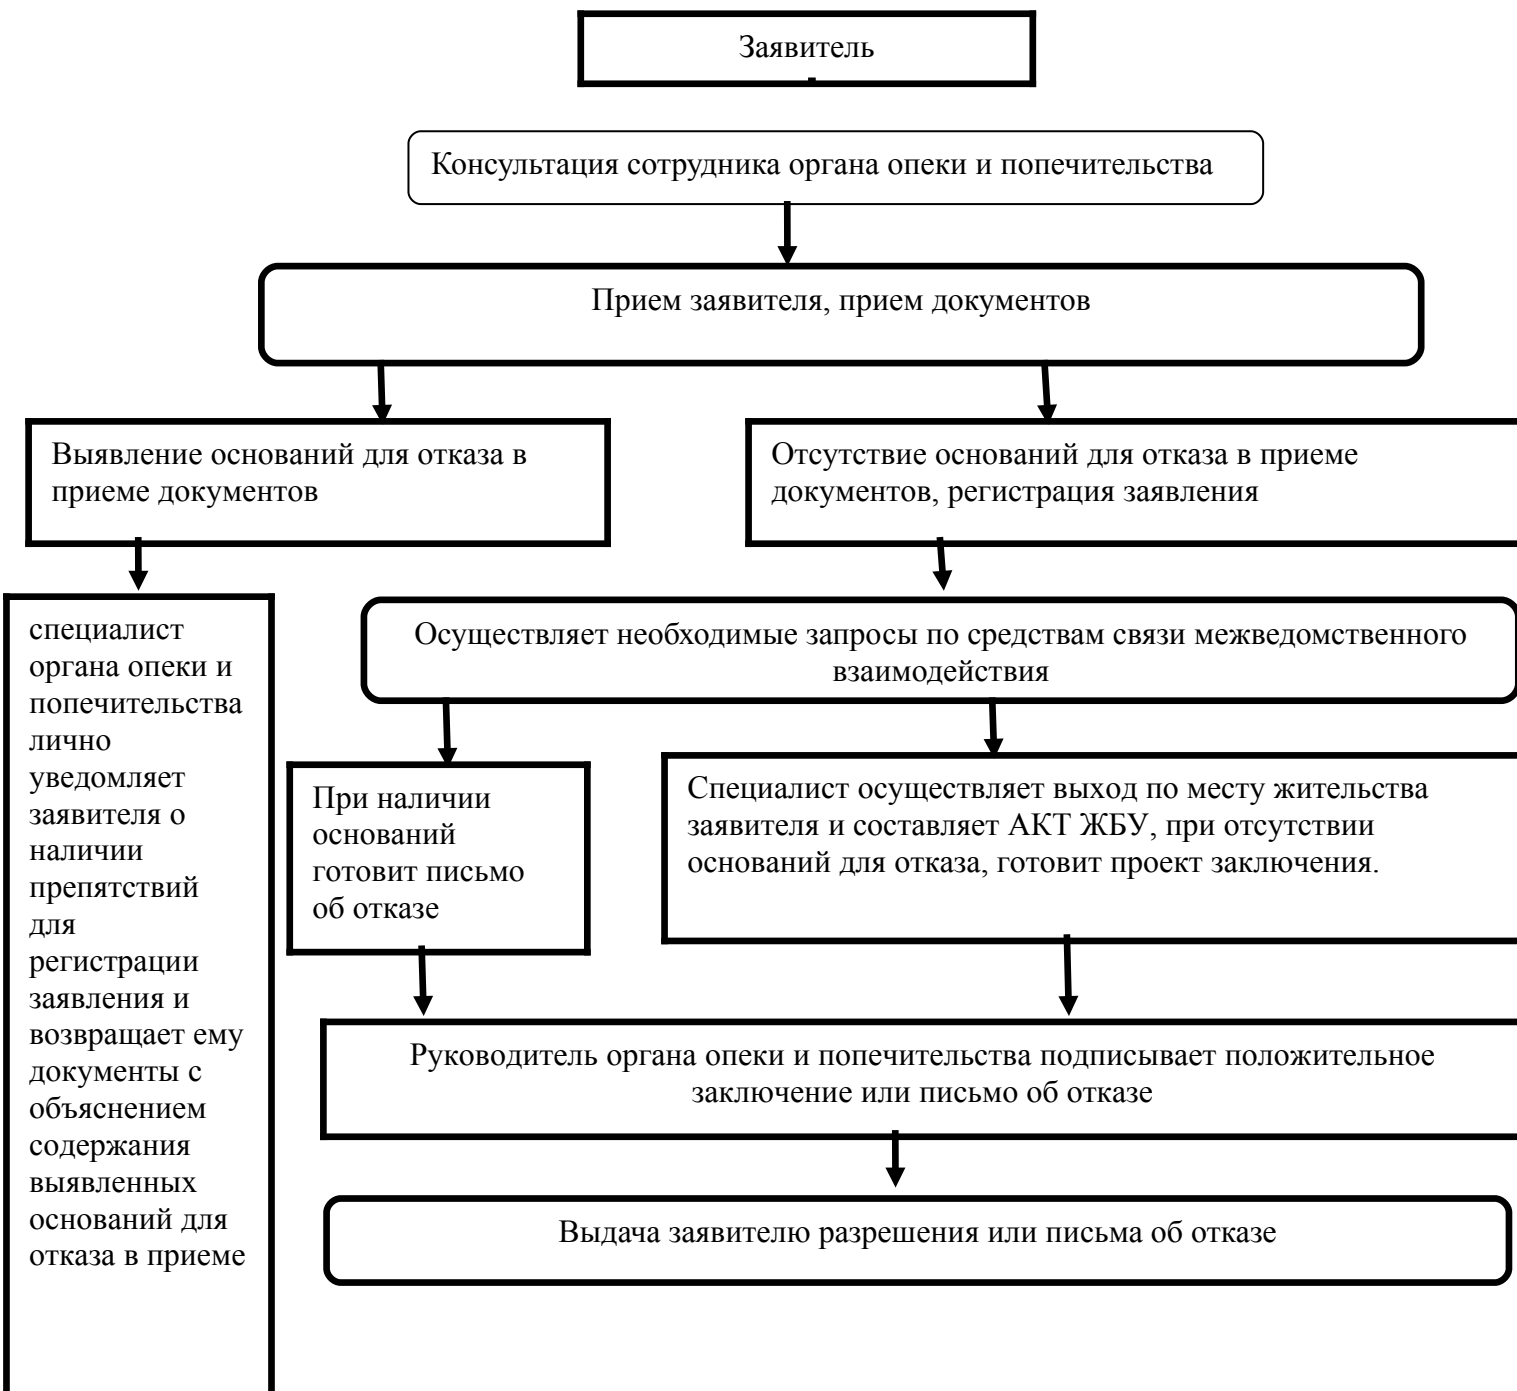 Заявитель
Консультация сотрудника органа опеки и попечительства
Прием заявителя, прием документов
Выявление оснований для отказа в
приеме документов
Отсутствие оснований для отказа в приеме
документов, регистрация заявления
специалист
органа опеки и
попечительства
лично
уведомляет
заявителя о
наличии
препятствий
для
регистрации
заявления и
возвращает ему
документы с
объяснением
содержания
выявленных
оснований для
отказа в приеме
Осуществляет необходимые запросы по средствам связи межведомственного
взаимодействия
При наличии
оснований
готовит письмо
об отказе
Специалист осуществляет выход по месту жительства
заявителя и составляет АКТ ЖБУ, при отсутствии
оснований для отказа, готовит проект заключения.
Руководитель органа опеки и попечительства подписывает положительное
заключение или письмо об отказе
Выдача заявителю разрешения или письма об отказе